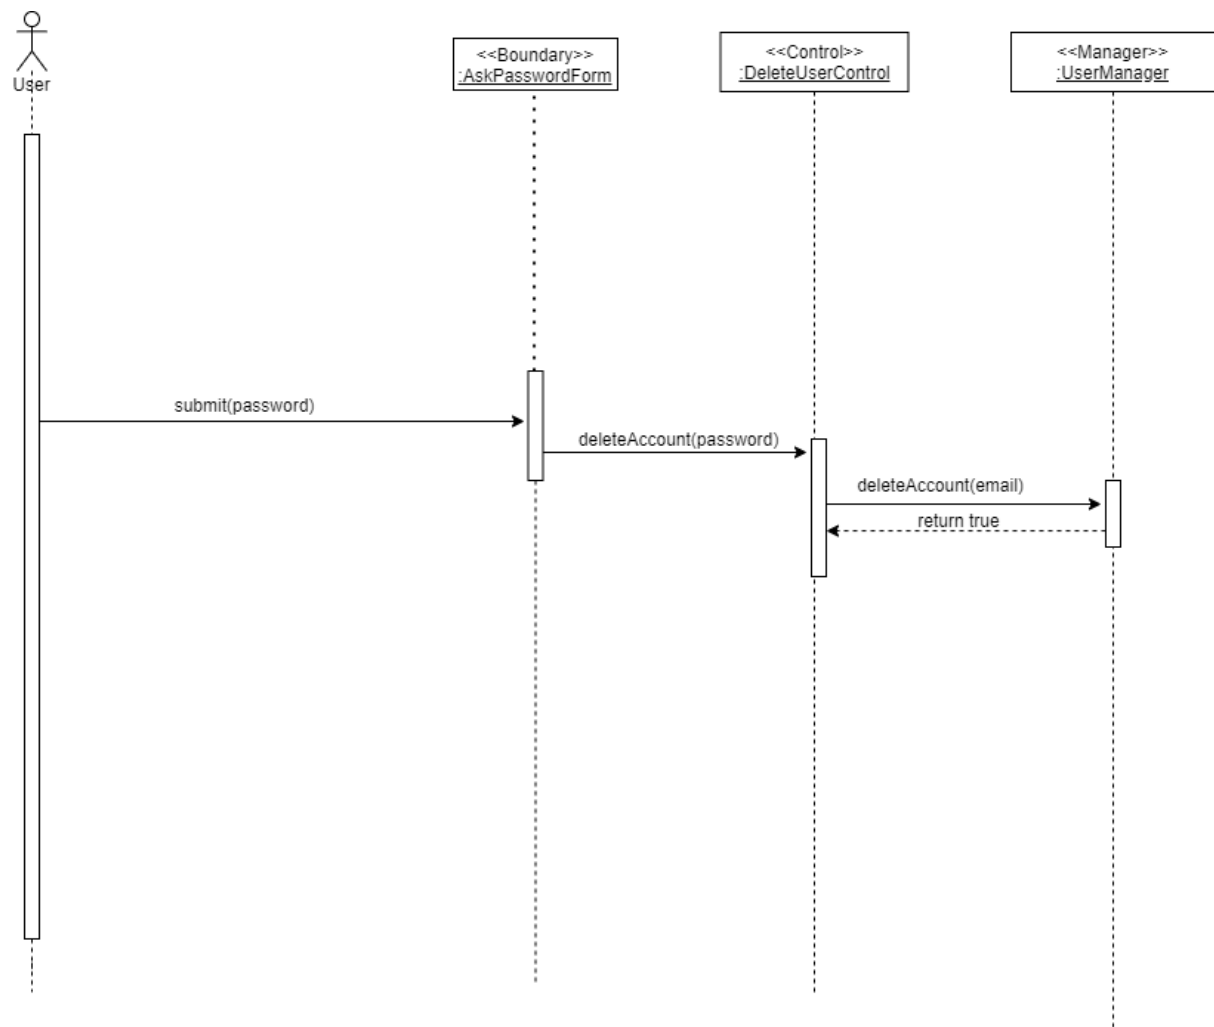 User
<<Boundary>>
:AskPasswordForm
<<Control>>
:DeleteUserControl
<<Manager>>
:UserManager
submit(password)
deleteAccount(password)
deleteAccount(email)
return true